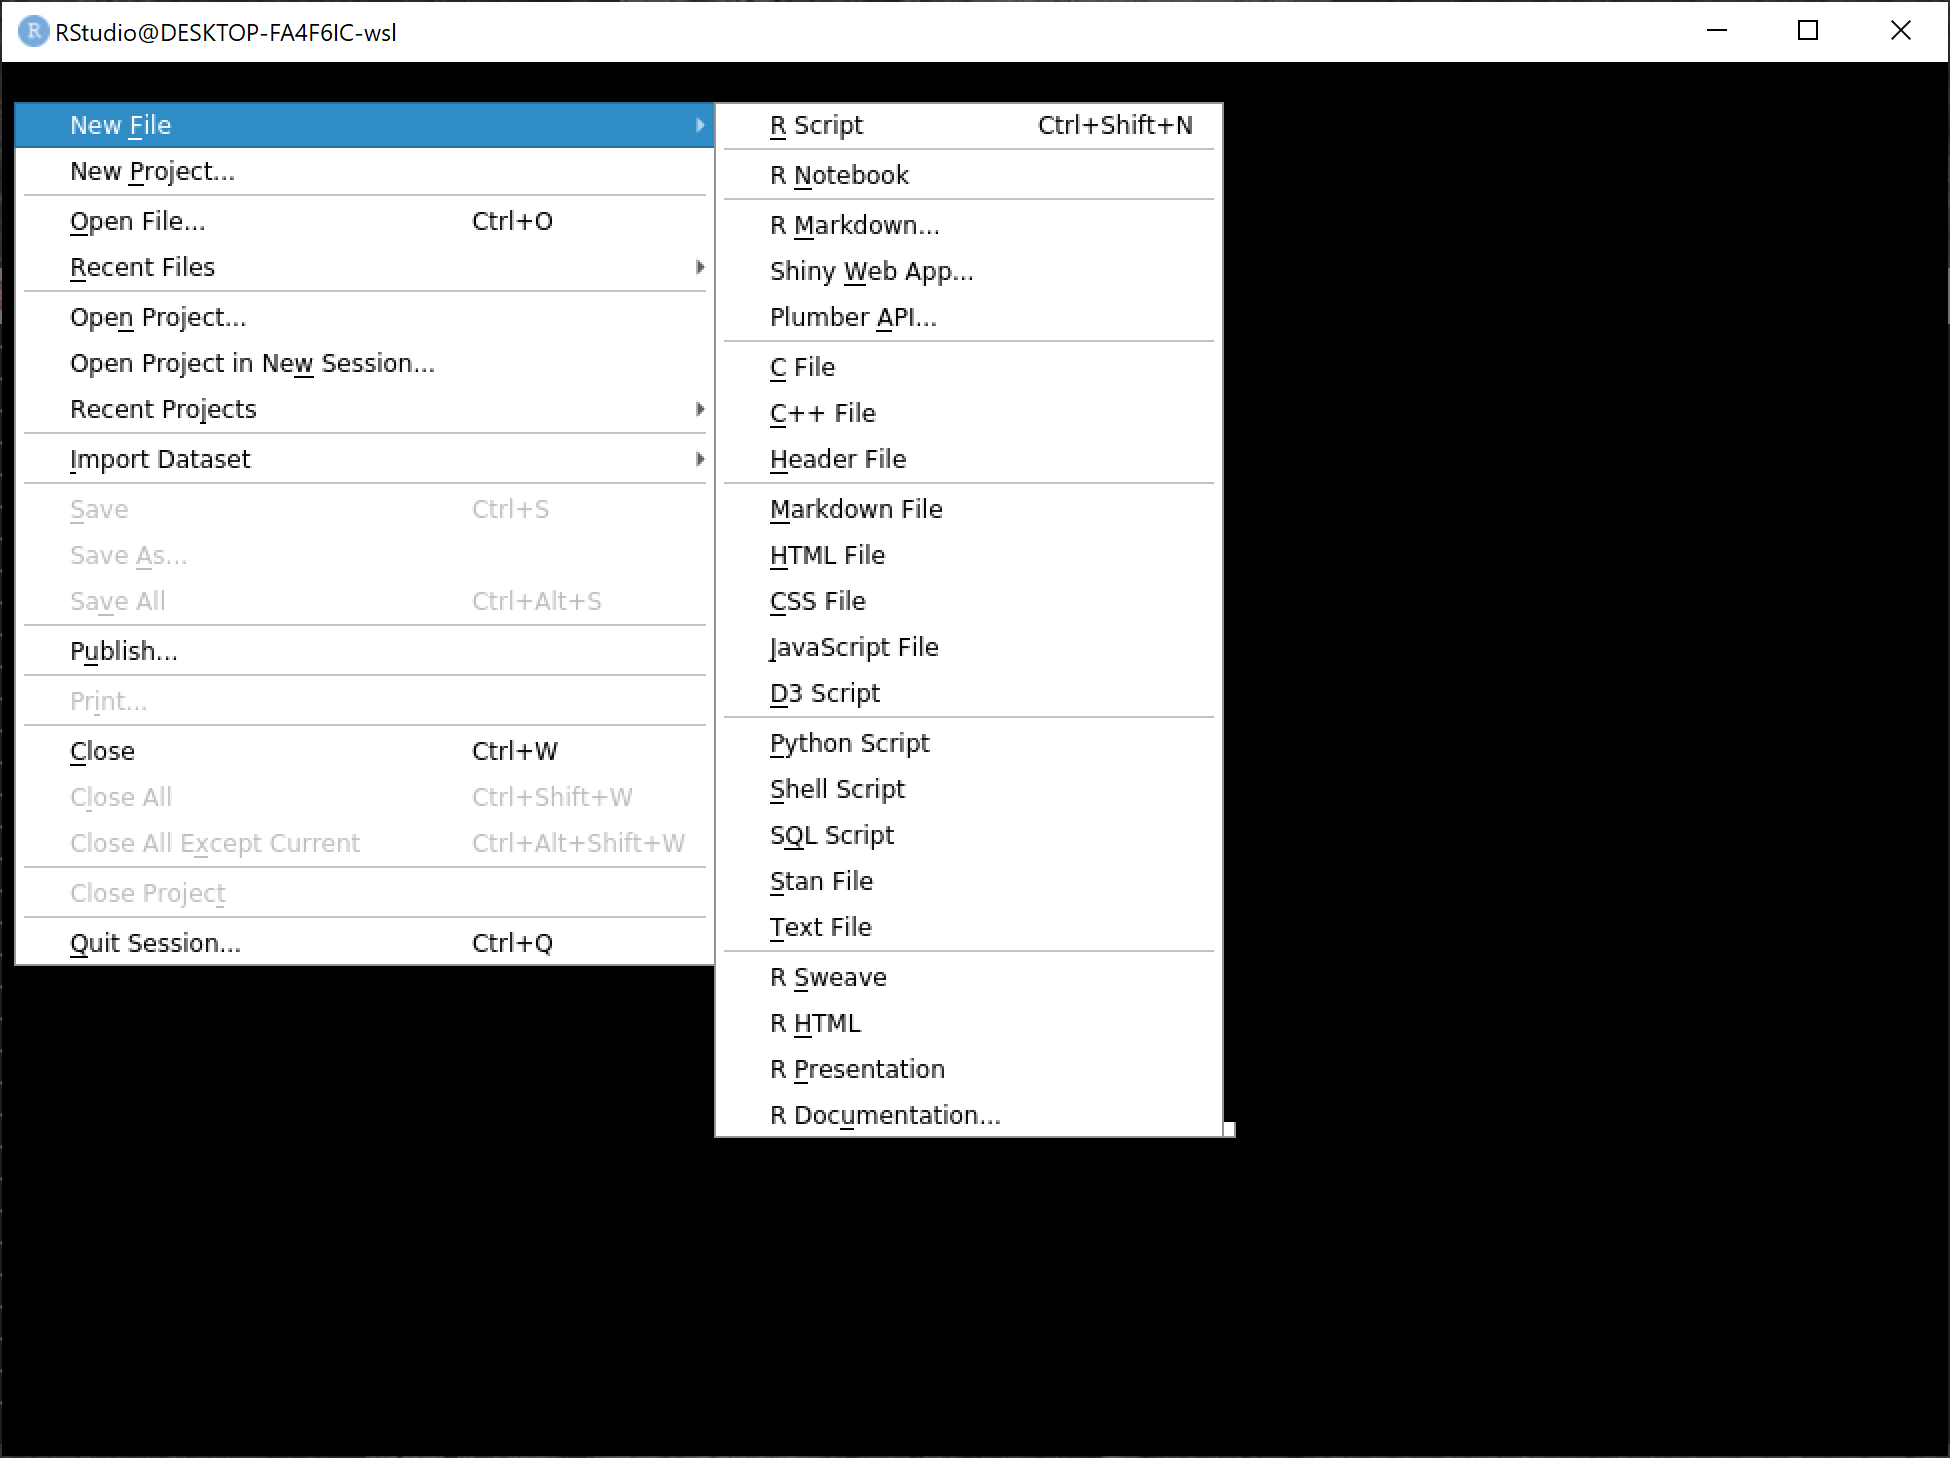 R RStudio@DESKTOP-FA4F6IC-wsl
New File
New Project...
Open File... Ctrl+O
Recent Files
Open Project...
Open Project in New Session...
Recent Projects
Import Dataset
Save Ctrl+S
Save As...
Save All Ctrl+Alt+S
Publish...
Print...
Close Ctrl+W
Close All Ctrl+Shift+W
Close All Except Current Ctrl+Alt+Shift+W
Close Project
Quit Session... Ctrl+Q
R Script Ctrl+Shift+N
R Notebook
R Markdown...
Shiny Web App...
Plumber API...
C File
C++ File
Header File
Markdown File
HTML File
CSS File
JavaScript File
D3 Script
Python Script
Shell Script
SQL Script
Stan File
Text File
R Sweave
R HTML
R Presentation
R Documentation...